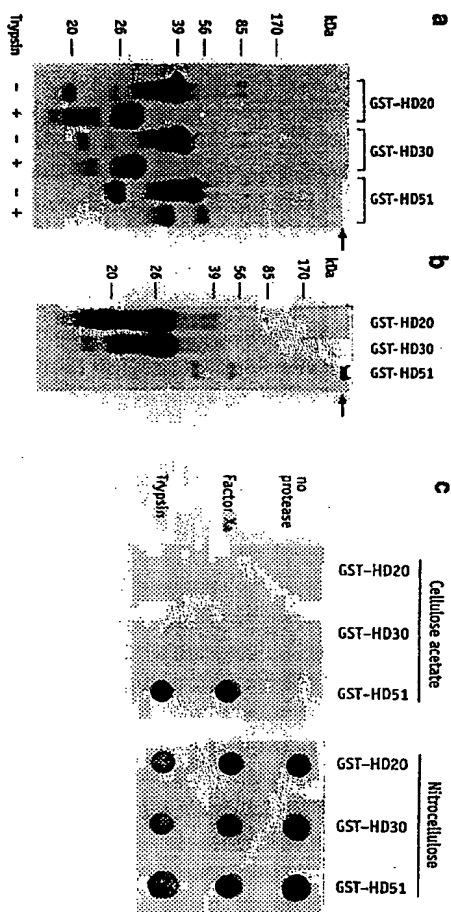 a
kDa
170
85
56
39
26
20
Trypsin
GST-HD20
GST-HD30
GST-HD51
- + - + - +
b
kDa
170
85
56
39
26
20
GST-HD20
GST-HD30
GST-HD51
c
Cellulose acetate
Nitrocellulose
GST-HD20
GST-HD30
GST-HD51
GST-HD20
GST-HD30
GST-HD51
no
protease
Factor Xa
Trypsin